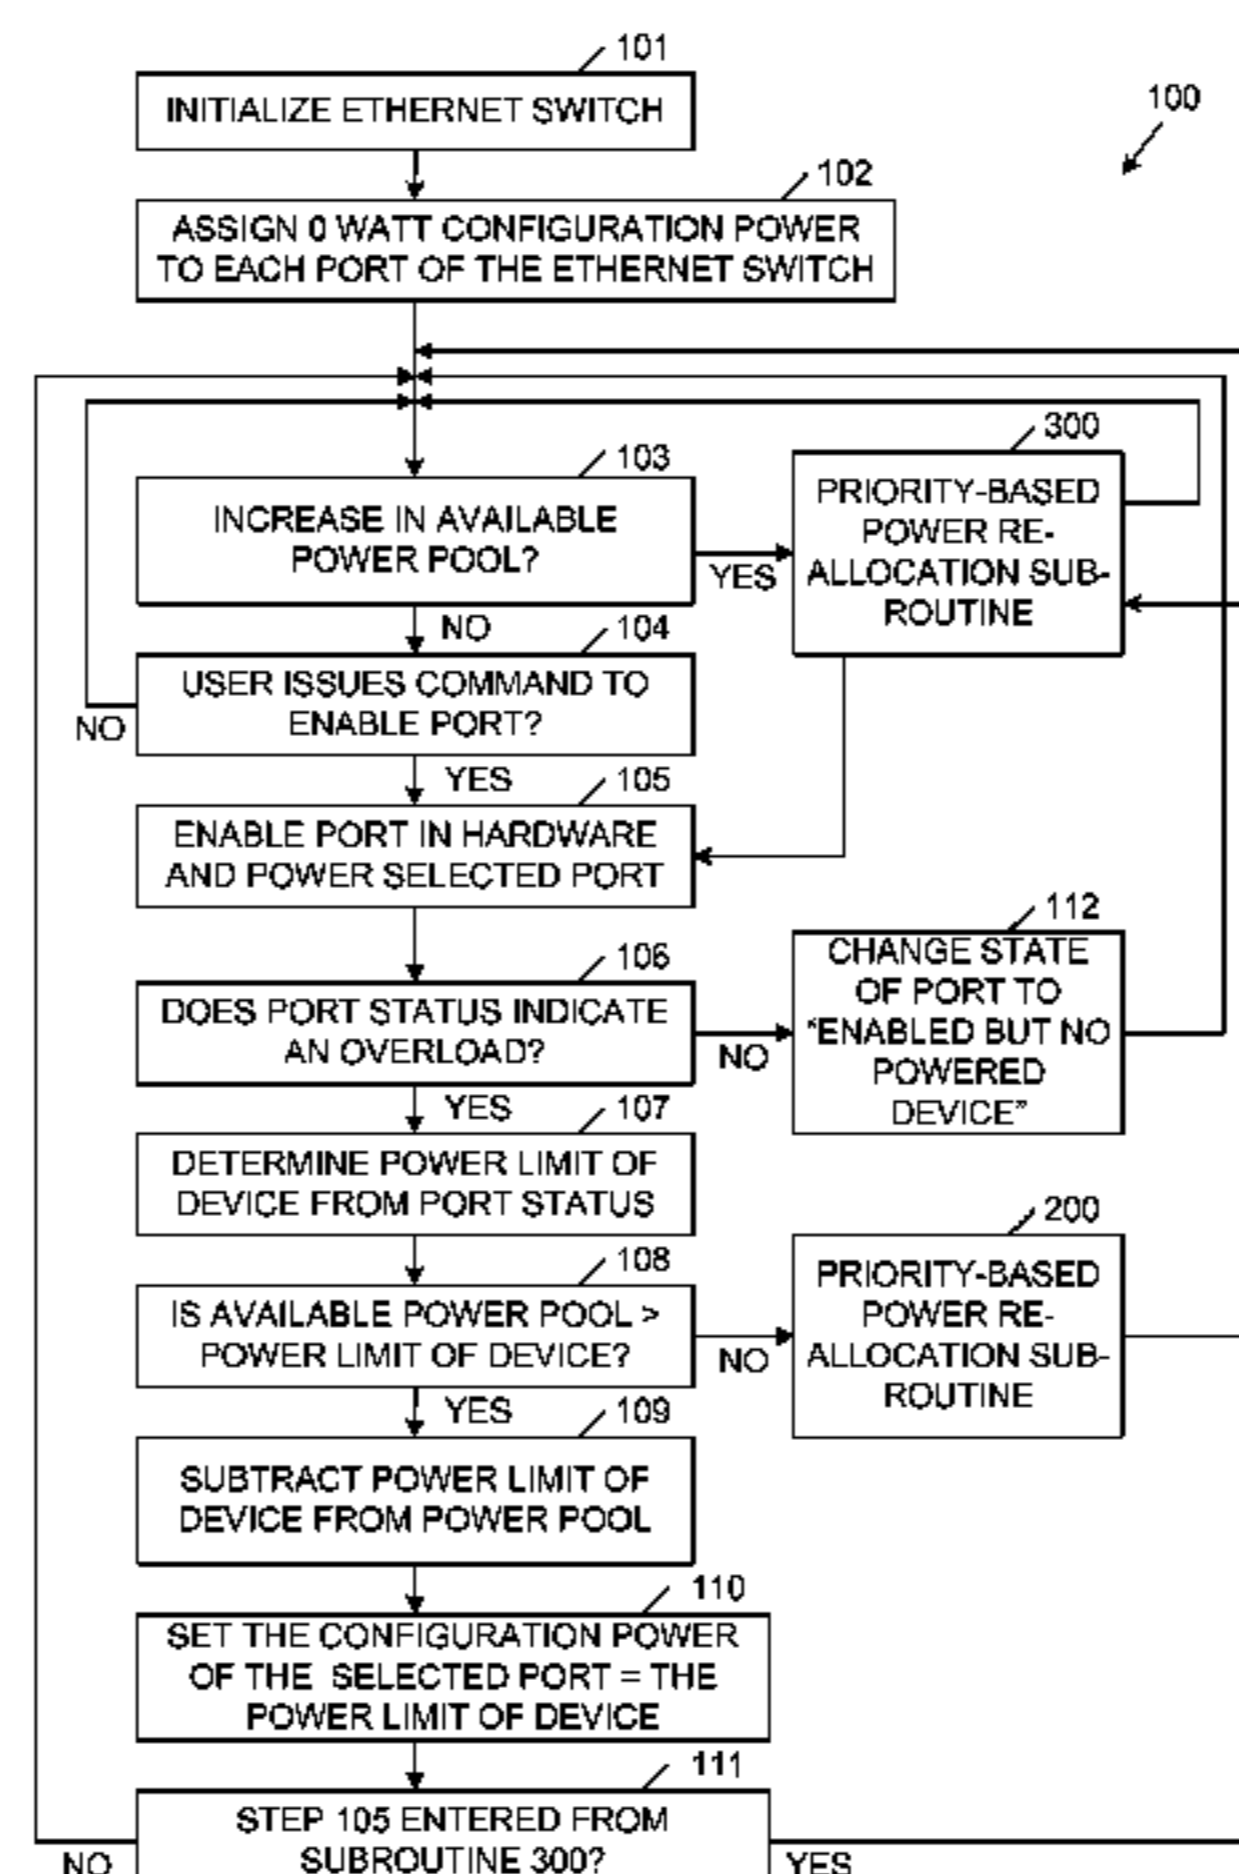 101
INITIALIZE ETHERNET SWITCH
100
102
ASSIGN 0 WATT CONFIGURATION POWER
TO EACH PORT OF THE ETHERNET SWITCH
103
INCREASE IN AVAILABLE
POWER POOL?
YES
NO
300
PRIORITY-BASED
POWER RE-
ALLOCATION SUB-
ROUTINE
104
USER ISSUES COMMAND TO
ENABLE PORT?
NO
YES
105
ENABLE PORT IN HARDWARE
AND POWER SELECTED PORT
106
DOES PORT STATUS INDICATE
AN OVERLOAD?
NO
YES
112
CHANGE STATE
OF PORT TO
"ENABLED BUT NO
POWERED
DEVICE"
107
DETERMINE POWER LIMIT OF
DEVICE FROM PORT STATUS
108
IS AVAILABLE POWER POOL >
POWER LIMIT OF DEVICE?
NO
YES
200
PRIORITY-BASED
POWER RE-
ALLOCATION SUB-
ROUTINE
109
SUBTRACT POWER LIMIT OF
DEVICE FROM POWER POOL
110
SET THE CONFIGURATION POWER
OF THE SELECTED PORT = THE
POWER LIMIT OF DEVICE
111
STEP 105 ENTERED FROM
SUBROUTINE 300?
NO
YES